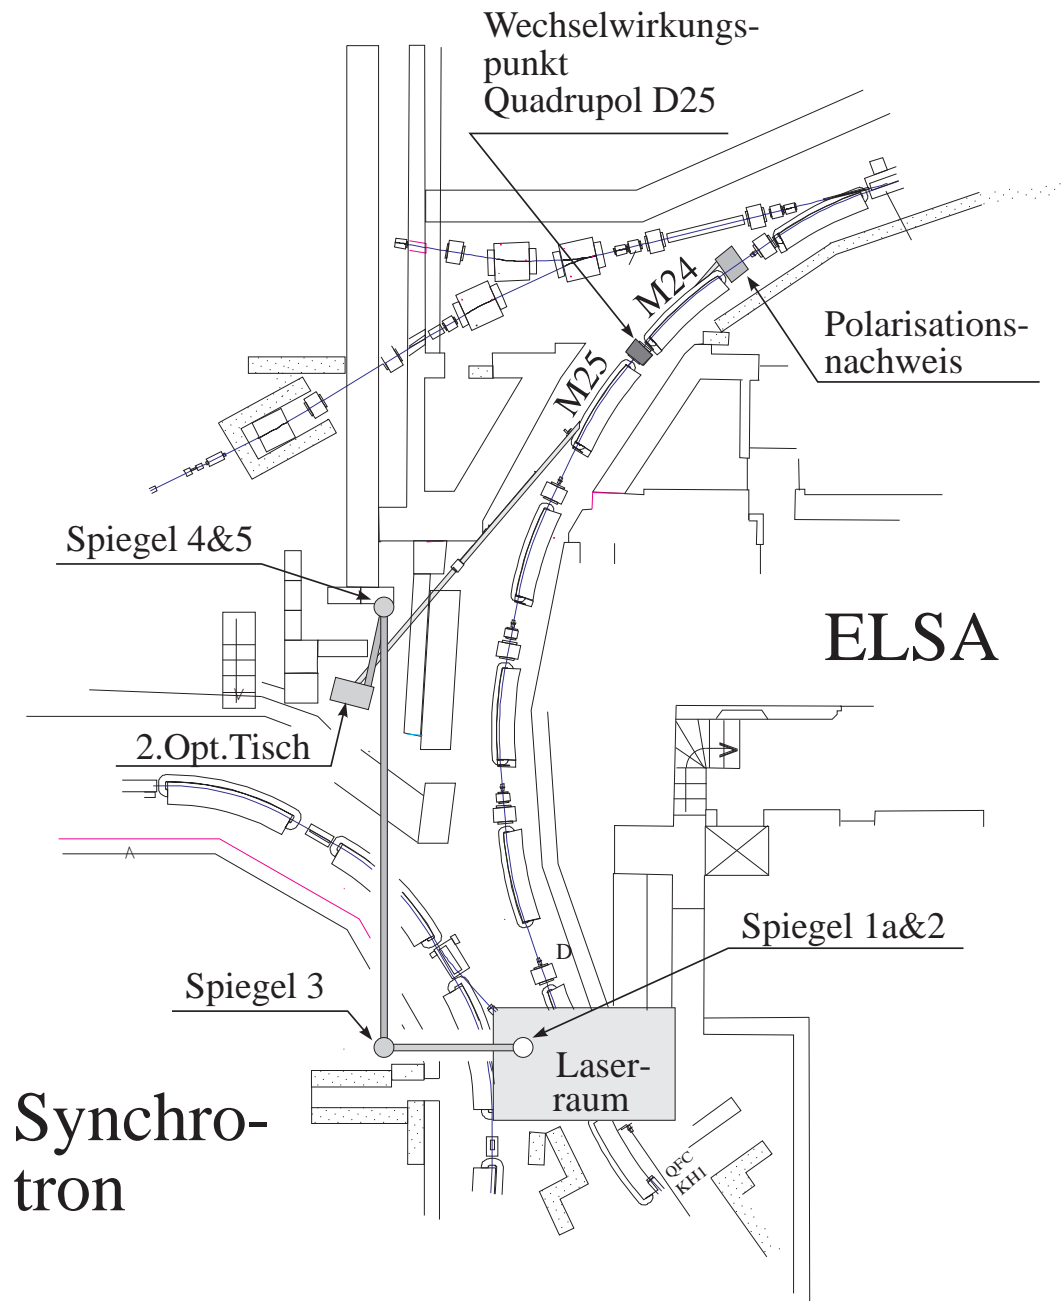 Wechselwirkungs-
punkt
Quadrupol D25
M24
Polarisations-
nachweis
M25
Spiegel 4&5
ELSA
2.Opt.Tisch
Spiegel 1a&2
D
Spiegel 3
Laser-
raum
Synchro-
tron
QFC
KH1